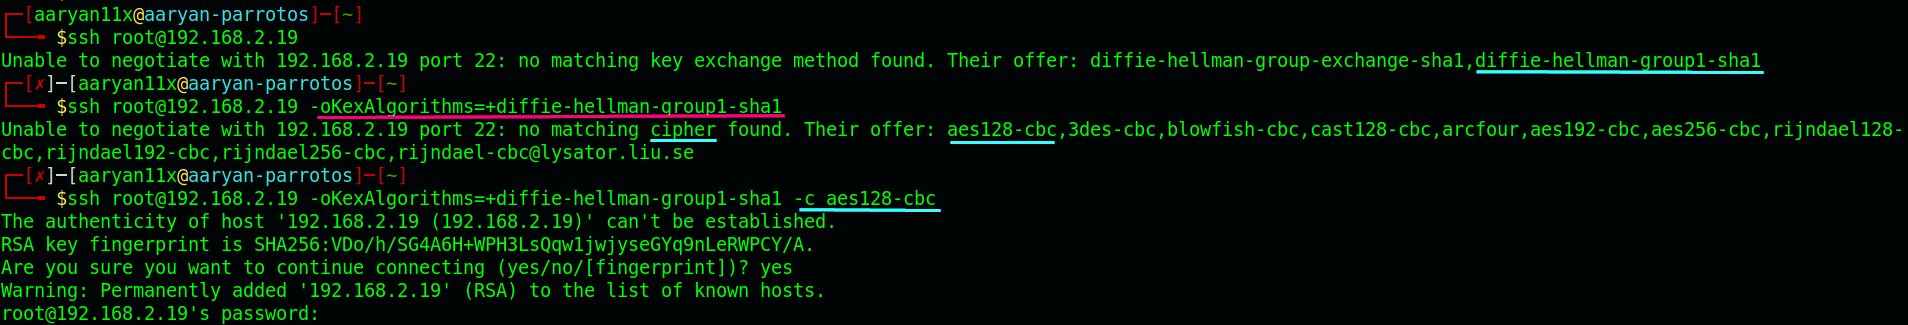 ┌─[aaryan11x@aaryan-parrotos]─[~]
└──╼ $ssh root@192.168.2.19
Unable to negotiate with 192.168.2.19 port 22: no matching key exchange method found. Their offer: diffie-hellman-group-exchange-sha1,diffie-hellman-group1-sha1
┌─[✗]─[aaryan11x@aaryan-parrotos]─[~]
└──╼ $ssh root@192.168.2.19 -oKexAlgorithms=+diffie-hellman-group1-sha1
Unable to negotiate with 192.168.2.19 port 22: no matching cipher found. Their offer: aes128-cbc,3des-cbc,blowfish-cbc,cast128-cbc,arcfour,aes192-cbc,aes256-cbc,rijndael128-
cbc,rijndael192-cbc,rijndael256-cbc,rijndael-cbc@lysator.liu.se
┌─[✗]─[aaryan11x@aaryan-parrotos]─[~]
└──╼ $ssh root@192.168.2.19 -oKexAlgorithms=+diffie-hellman-group1-sha1 -c aes128-cbc
The authenticity of host '192.168.2.19 (192.168.2.19)' can't be established.
RSA key fingerprint is SHA256:VDo/h/SG4A6H+WPH3LsQqw1jwjyseGYq9nLeRWPCY/A.
Are you sure you want to continue connecting (yes/no/[fingerprint])? yes
Warning: Permanently added '192.168.2.19' (RSA) to the list of known hosts.
root@192.168.2.19's password: